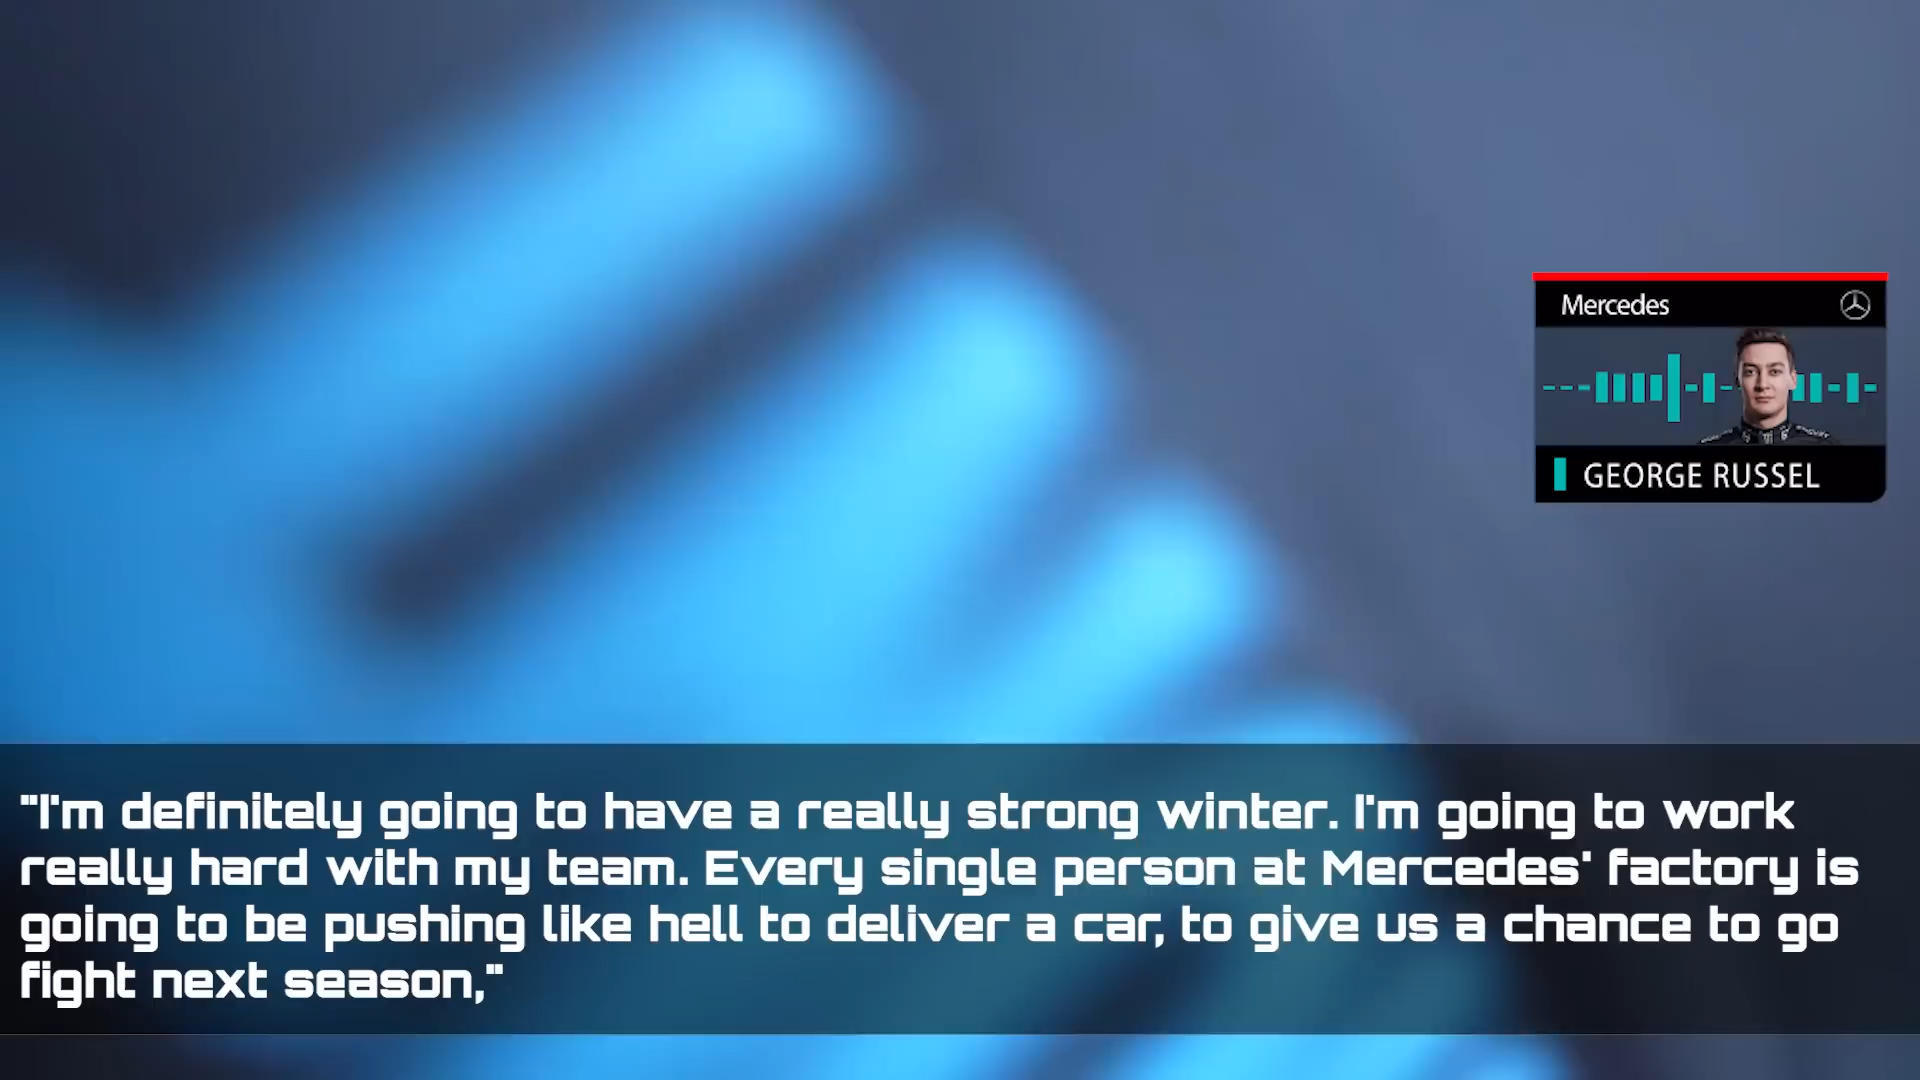 Mercedes
GEORGE RUSSEL
"I'm definitely going to have a really strong winter. I'm going to work
really hard with my team. Every single person at Mercedes' factory is
going to be pushing like hell to deliver a car, to give us a chance to go
fight next season,"